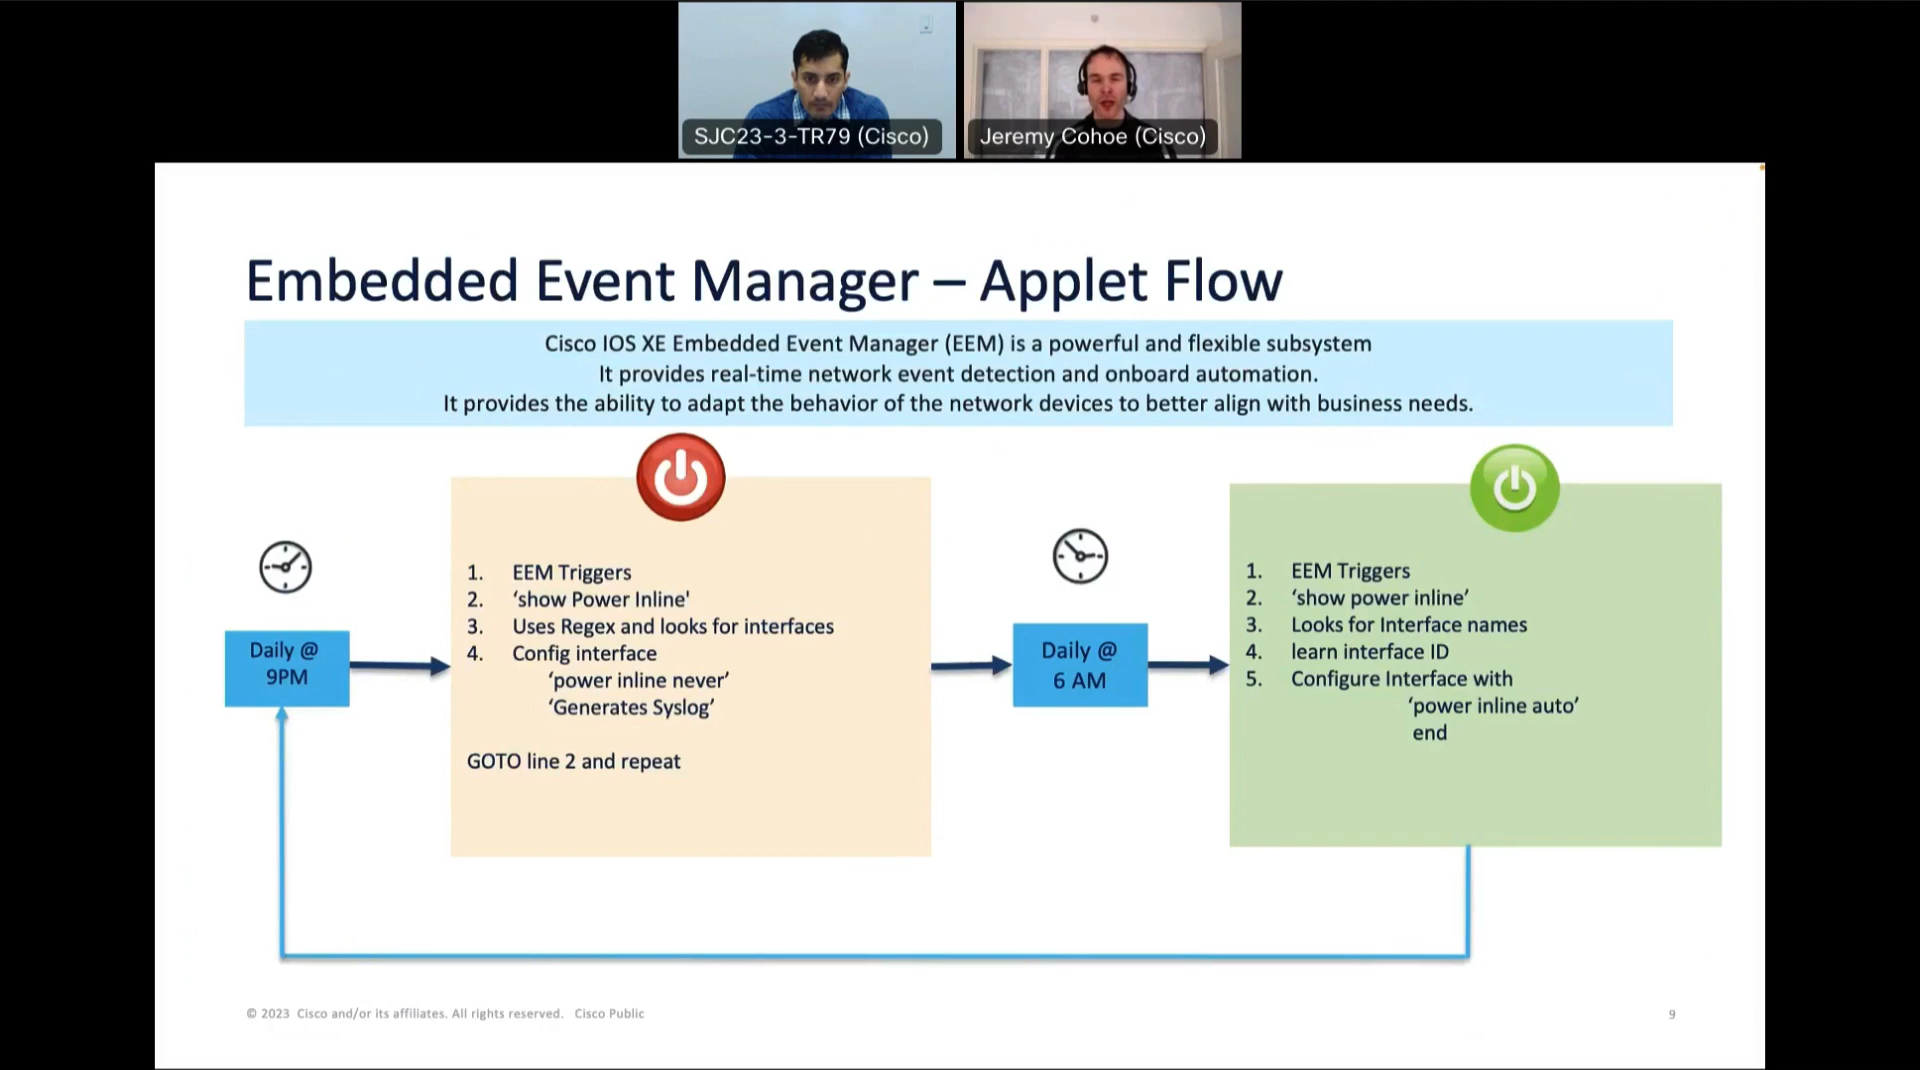 SJC23-3-TR79 (Cisco)
Jeremy Cohoe (Cisco)
Embedded Event Manager – Applet Flow
Cisco IOS XE Embedded Event Manager (EEM) is a powerful and flexible subsystem
It provides real-time network event detection and onboard automation.
It provides the ability to adapt the behavior of the network devices to better align with business needs.
Daily @
9PM
1. EEM Triggers
2. ‘show Power Inline'
3. Uses Regex and looks for interfaces
4. Config interface
‘power inline never’
‘Generates Syslog’
GOTO line 2 and repeat
Daily @
6 AM
1. EEM Triggers
2. ‘show power inline’
3. Looks for Interface names
4. learn interface ID
5. Configure Interface with
‘power inline auto’
end
© 2023 Cisco and/or its affiliates. All rights reserved. Cisco Public
9